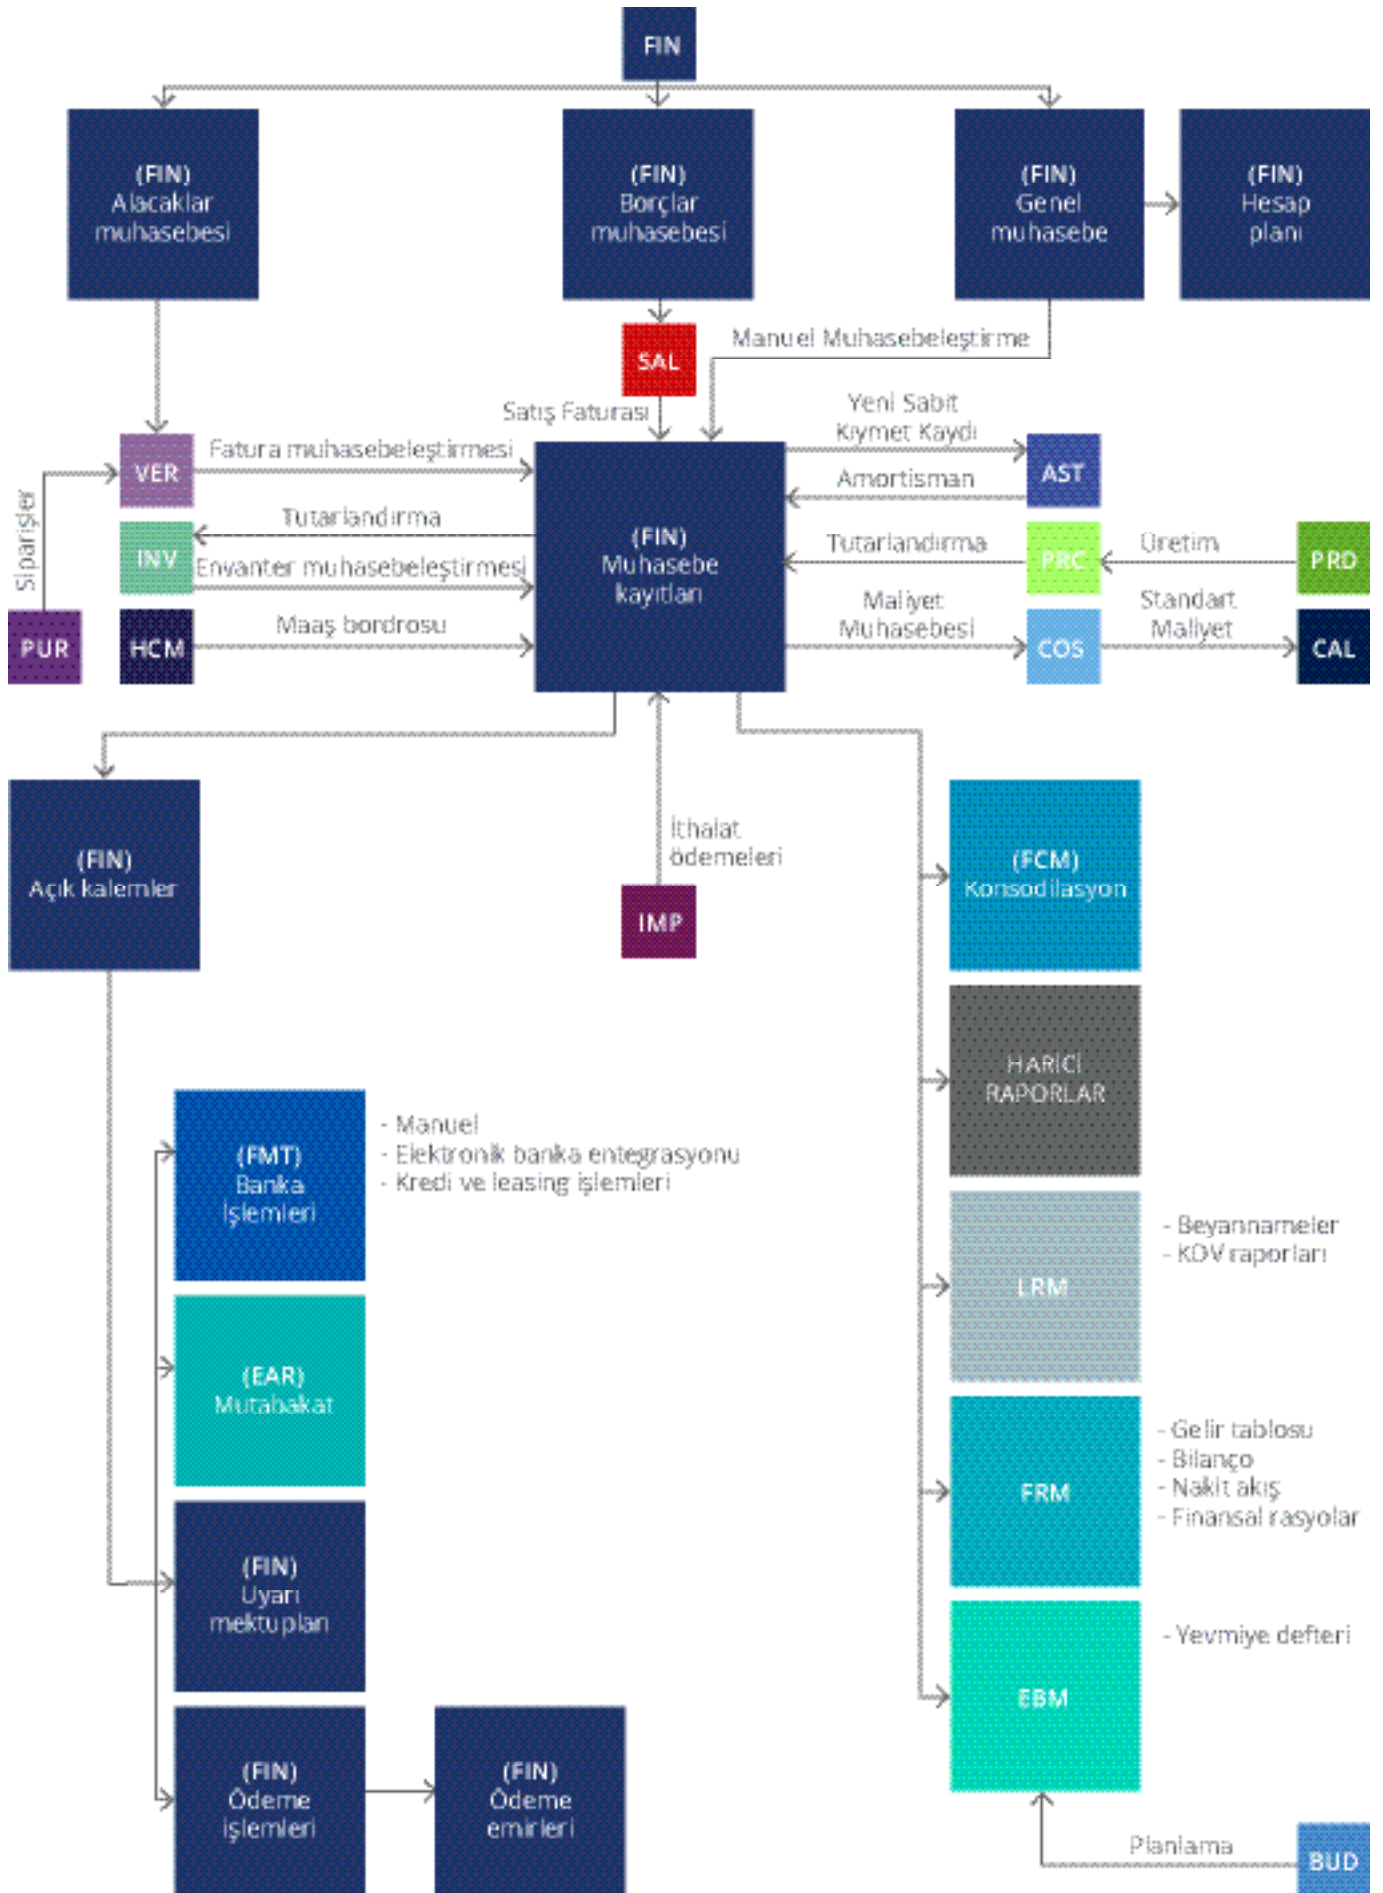 FIN
(FIN)
Alacaklar
muhasebesi
(FIN)
Borçlar
muhasebesi
(FIN)
Genel
muhasebe
(FIN)
Hesap
planı
SAL
Manuel Muhasebeleştirme
Satış Faturası
Yeni Sabit
Kıymet Kaydı
Siparişler
VER
Fatura muhasebeleştirmesi
AST
Amortisman
INV
Tutarlandırma
Envanter muhasebeleştirmesi
(FIN)
Muhasebe
kayıtları
Tutarlandırma
PRC
Üretim
PRD
PUR
HCM
Maaş bordrosu
Maliyet
Muhasebesi
COS
Standart
Maliyet
CAL
(FIN)
Açık kalemler
İthalat
ödemeleri
IMP
(FCM)
Konsodilasyon
HARİCİ
RAPORLAR
(FMT)
Banka
İşlemleri
- Manuel
- Elektronik banka entegrasyonu
- Kredi ve leasing işlemleri
LRM
- Beyannameler
- KDV raporları
(EAR)
Mutabakat
FRM
- Gelir tablosu
- Bilanço
- Nakit akış
- Finansal rasyolar
(FIN)
Uyarı
mektupları
EBM
- Yevmiye defteri
(FIN)
Ödeme
işlemleri
(FIN)
Ödeme
emirleri
Planlama
BUD